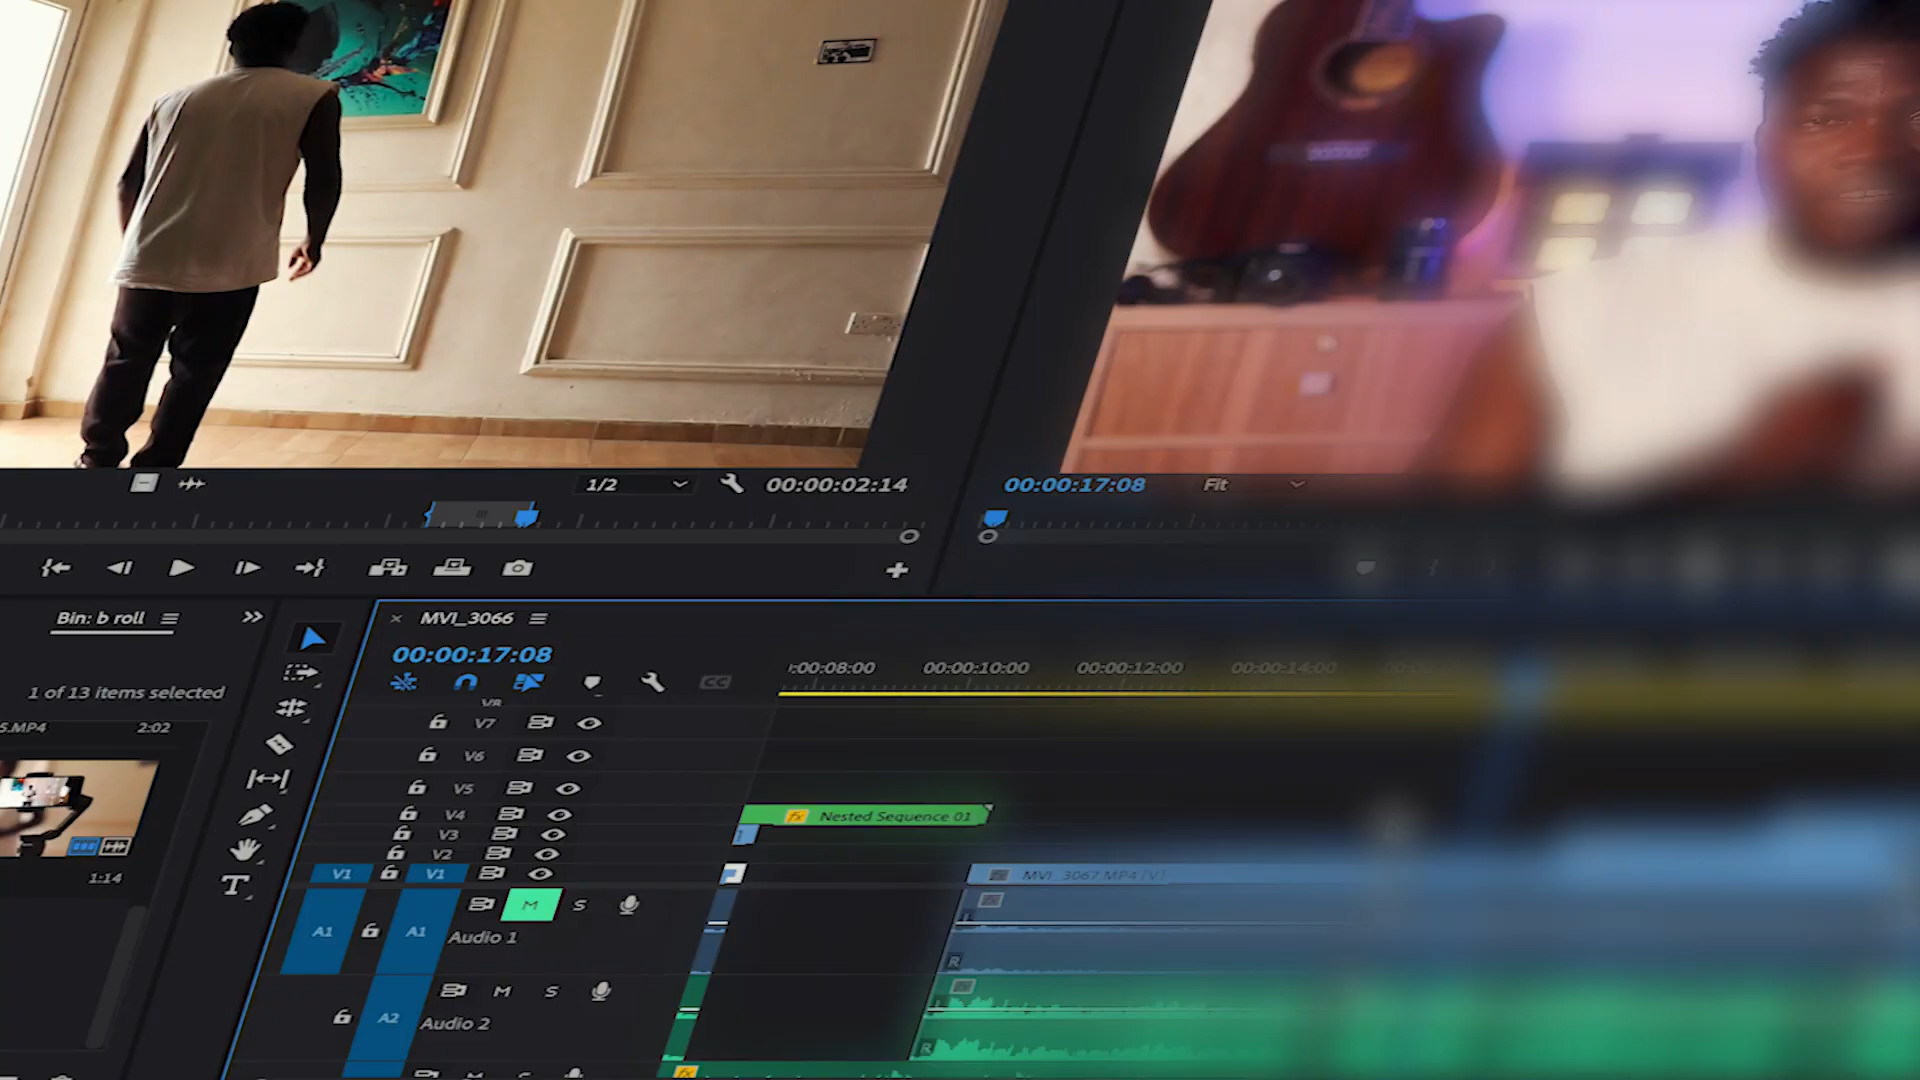 1/2
00:00:02:14
00:00:17:08
Fit
Bin: b roll
MVI_3066
00:00:17:08
:00:08:00
00:00:10:00
00:00:12:00
00:00:14:00
1 of 13 items selected
5.MP4
2:02
1:14
V8
V7
V6
V5
V4
V3
V2
V1
V1
fx
Nested Sequence 01
MVI_3067.MP4 [V]
A1
A1
M
S
Audio 1
R
A2
M
S
Audio 2
R
fx